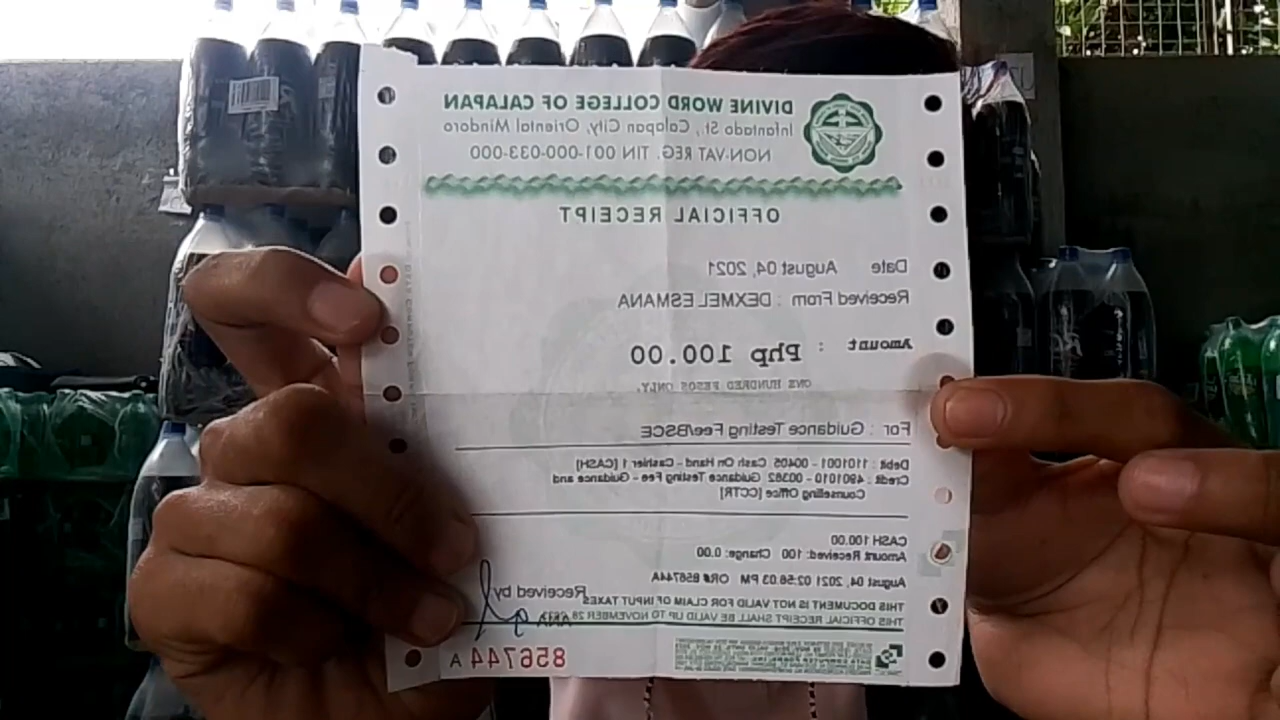 DIVINE WORD COLLEGE OF CALAPAN
Infantado St., Calapan City, Oriental Mindoro
NON-VAT REG. TIN 001-000-033-000
OFFICIAL RECEIPT
Date August 04, 2021
Received From : DEXMEL ESMANA
Amount : Php 100.00
ONE HUNDRED PESOS ONLY.
For : Guidance Testing Fee/BSCE
Debit : 1101001 - 00405 Cash On Hand - Cashier 1 [CASH]
Credit : 4901010 - 00382 Guidance Testing Fee - Guidance and
Counselling Office [CCTR]
CASH 100.00
Amount Received: 100 Change: 0.00
August 04, 2021 02:56:03 PM OR# 856744A
Received by
THIS DOCUMENT IS NOT VALID FOR CLAIM OF INPUT TAXES
THIS OFFICIAL RECEIPT SHALL BE VALID UP TO NOVEMBER 28
856744 A